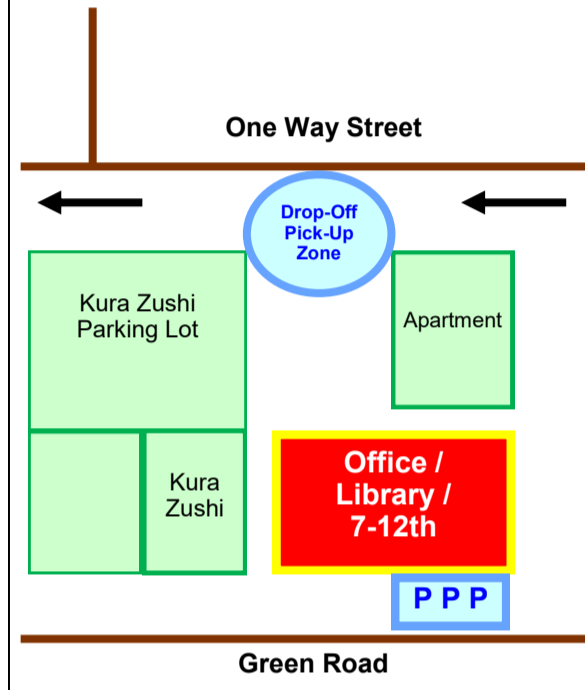 One Way Street
Drop-Off
Pick-Up
Zone
Kura Zushi
Parking Lot
Apartment
Kura
Zushi
Office /
Library /
7-12th
P P P
Green Road